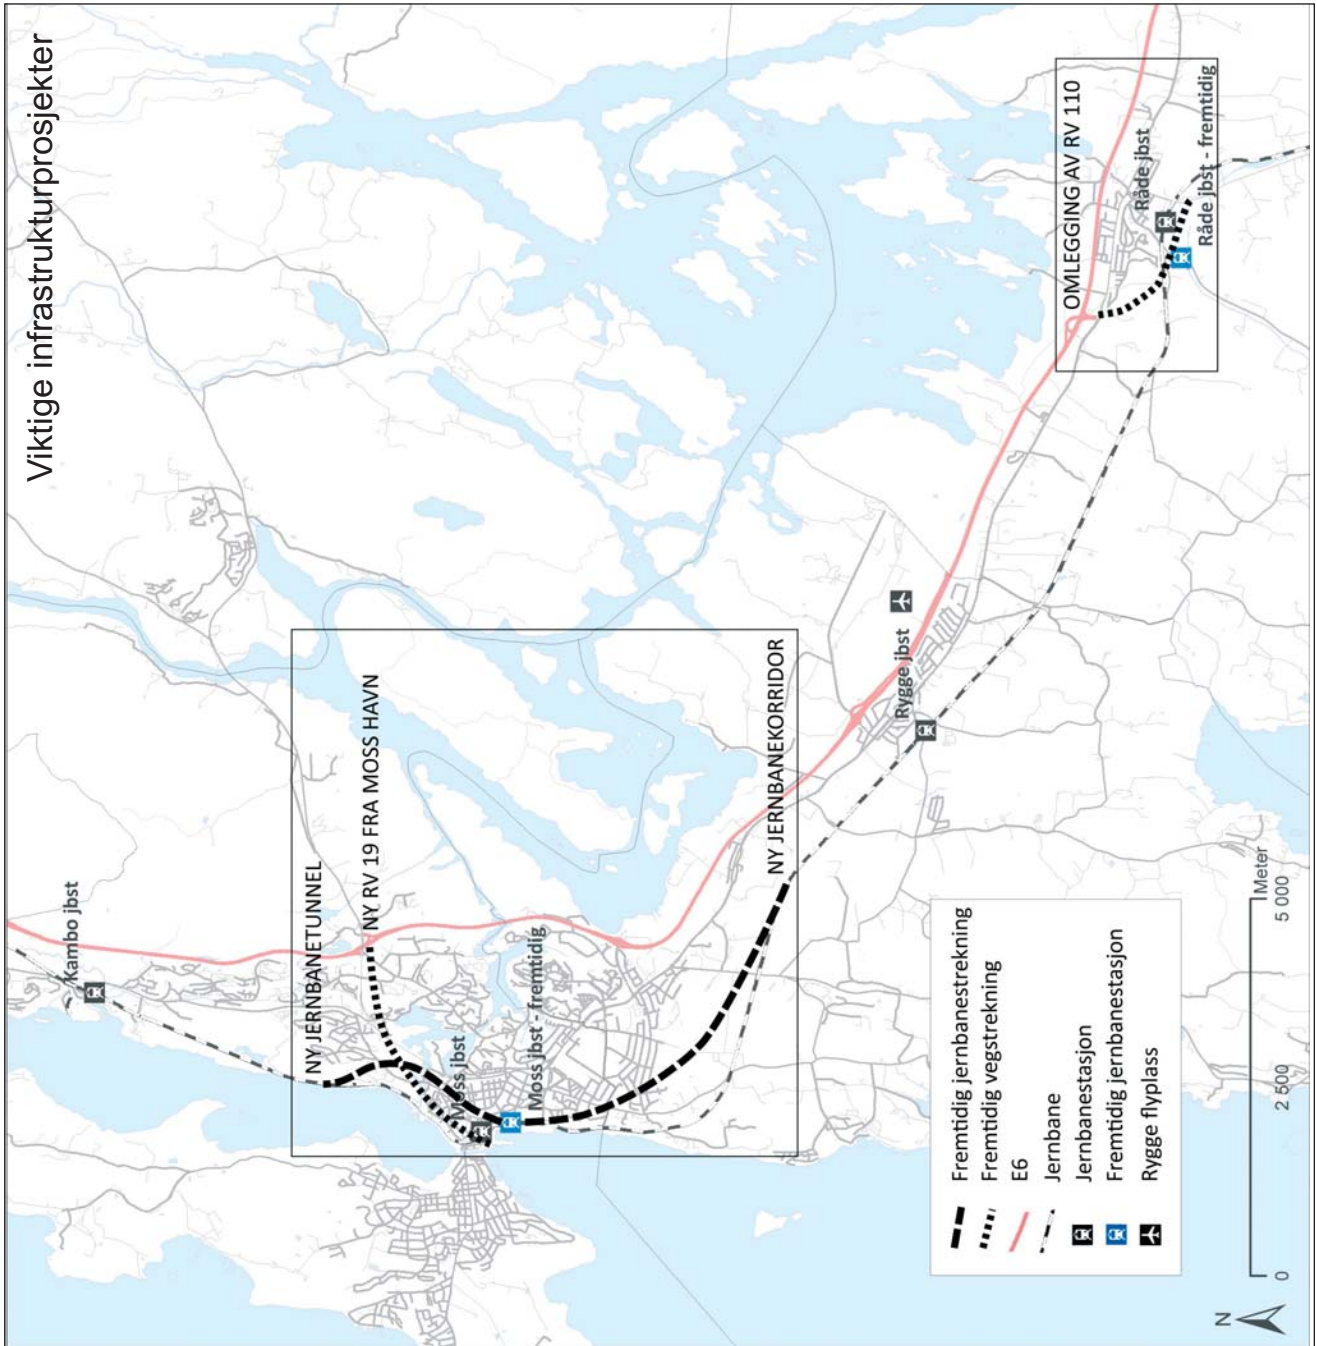 Viktige infrastrukturprosjekter
Kambo jbst
NY JERNBANETUNNEL
NY RV 19 FRA MOSS HAVN
Moss jbst
Moss jbst - fremtidig
NY JERNBANEKORRIDOR
Rygge jbst
OMLEGGING AV RV 110
Råde jbst
Råde jbst - fremtidig
Fremtidig jernbanestrekning
Fremtidig vegstrekning
E6
Jernbane
Jernbanestasjon
Fremtidig jernbanestasjon
Rygge flyplass
N
0
2 500
5 000
Meter